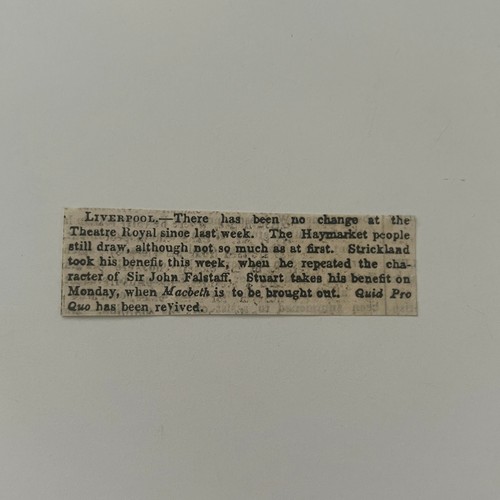 LIVERPOOL.—There has been no change at the
Theatre Royal since last week. The Haymarket people
still draw, although not so much as at first. Strickland
took his benefit this week, when he repeated the cha-
racter of Sir John Falstaff. Stuart takes his benefit on
Monday, when Macbeth is to be brought out. Quid Pro
Quo has been revived.